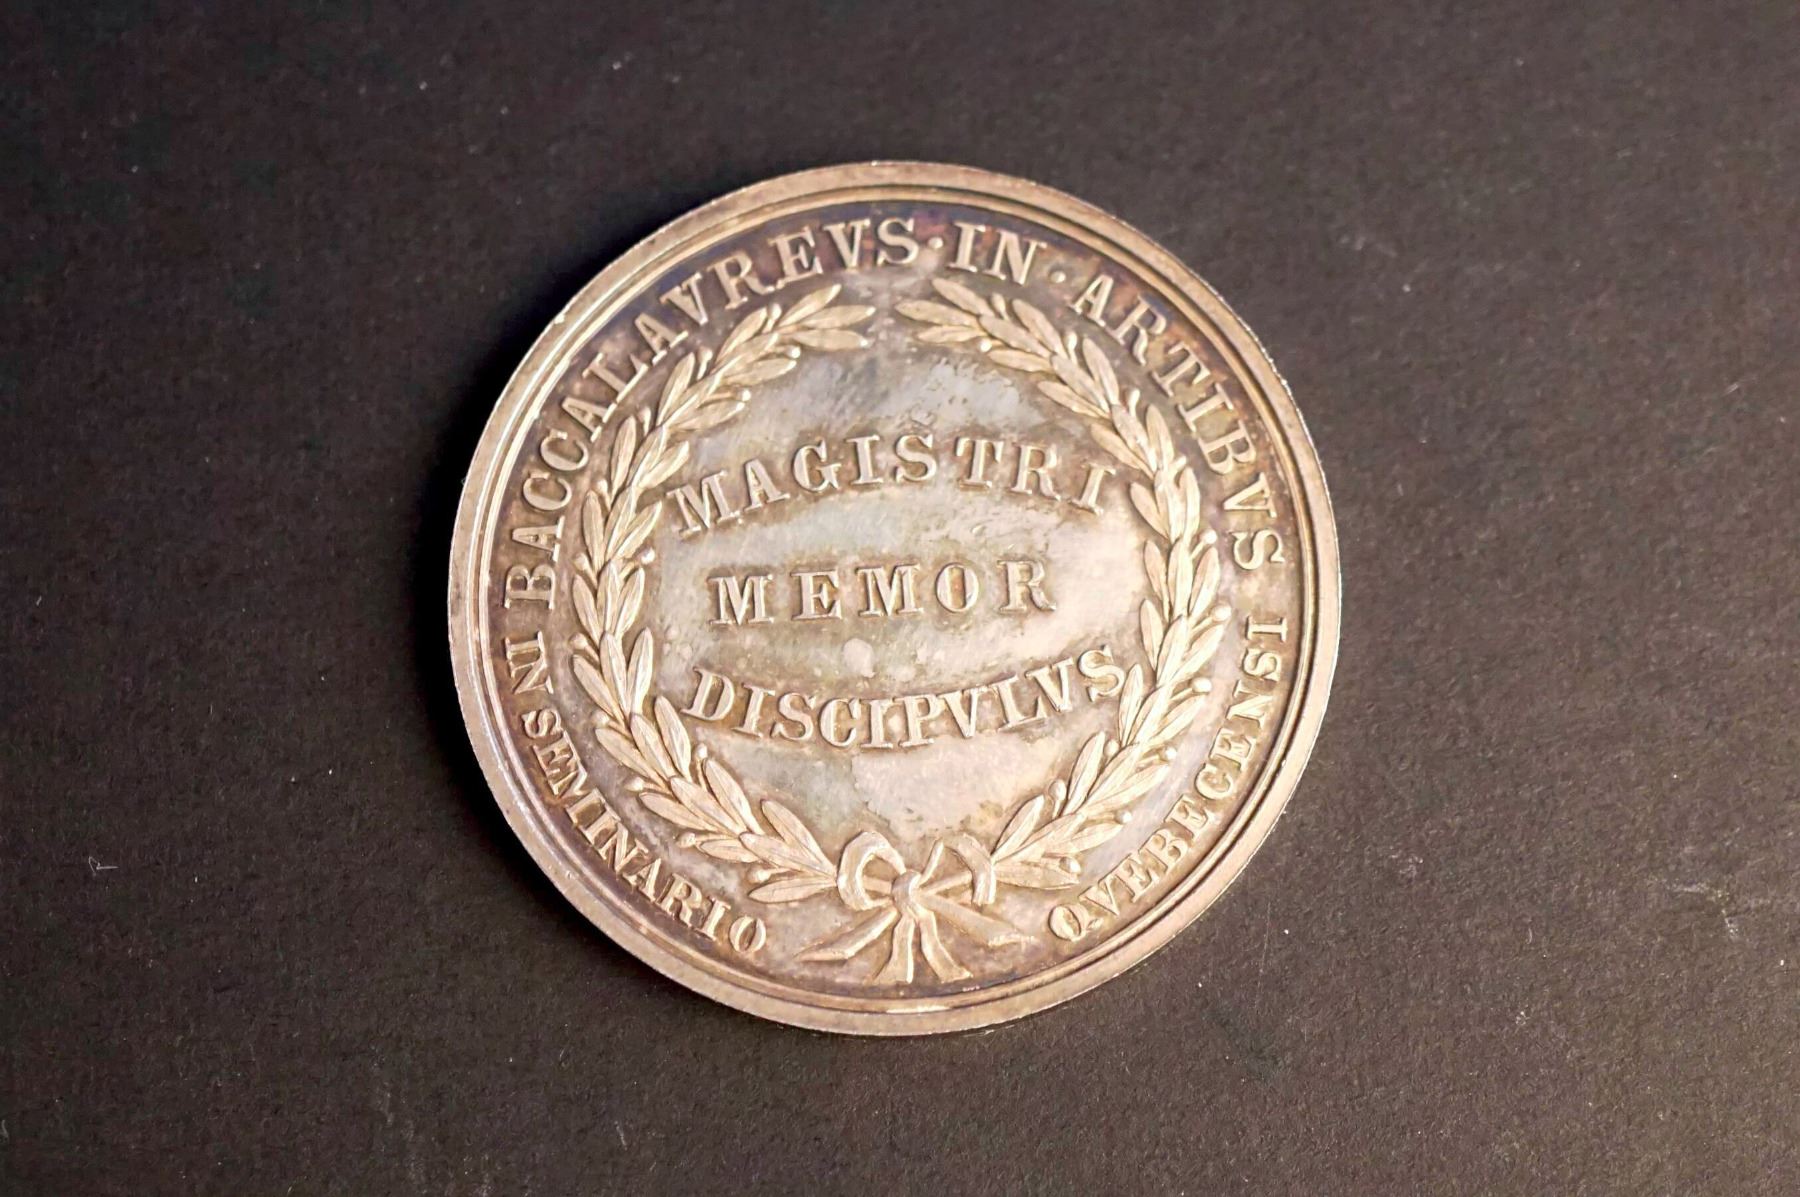 BACCALAVREVS · IN · ARTIBVS
MAGISTRI
MEMOR
DISCIPVLVS
IN SEMINARIO QVEBECENSI